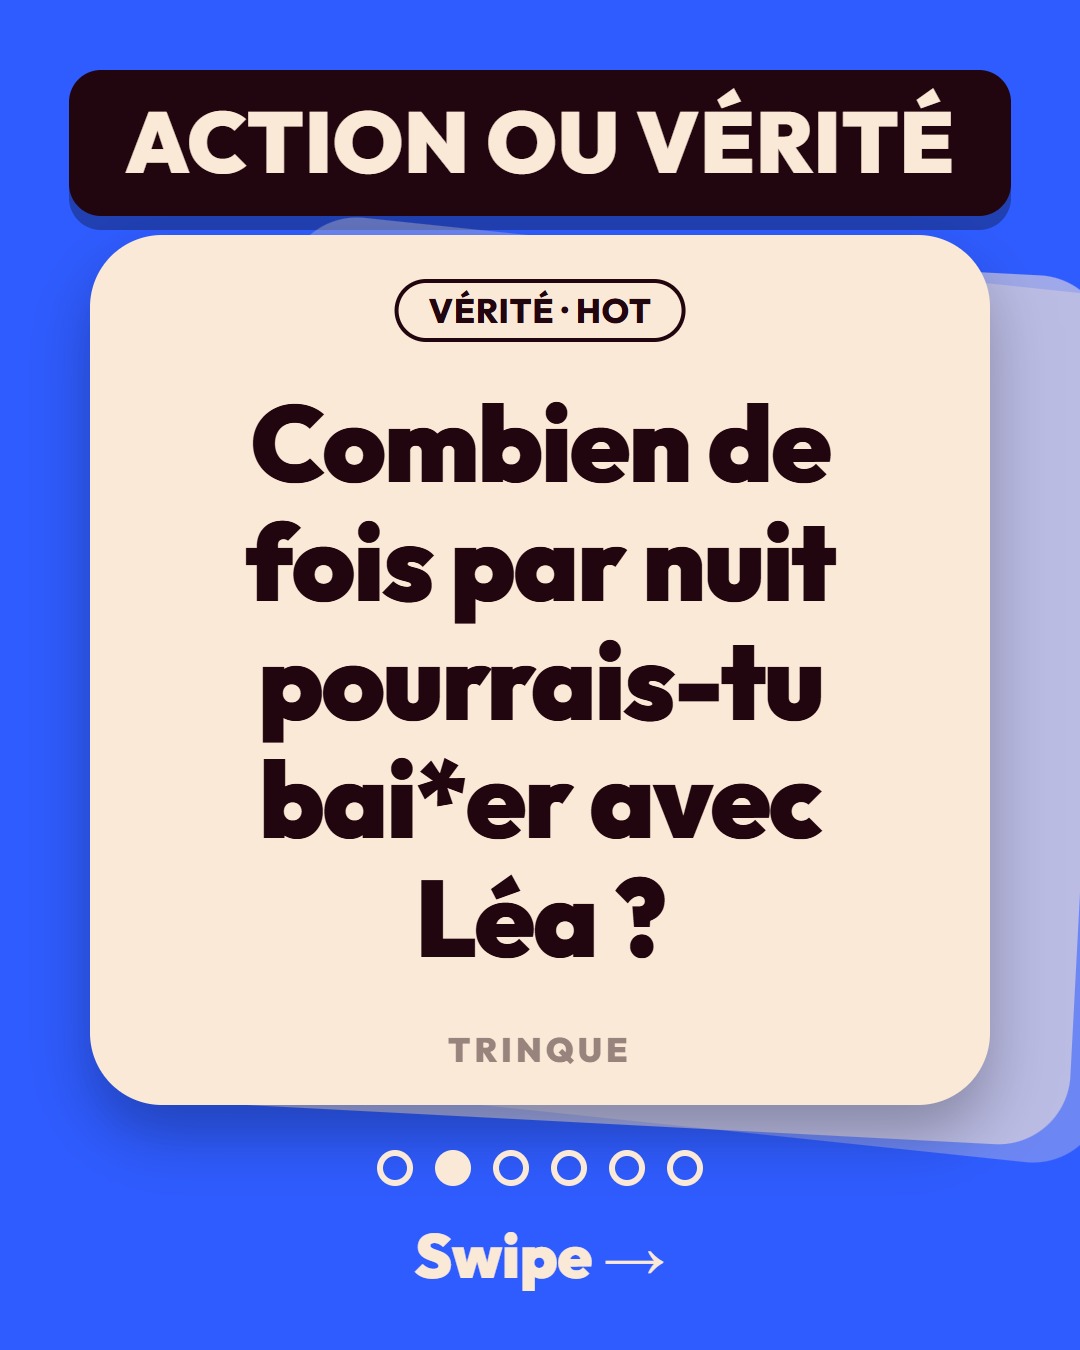 ACTION OU VÉRITÉ
VÉRITÉ · HOT
Combien de
fois par nuit
pourrais-tu
bai*er avec
Léa ?
TRINQUE
Swipe →